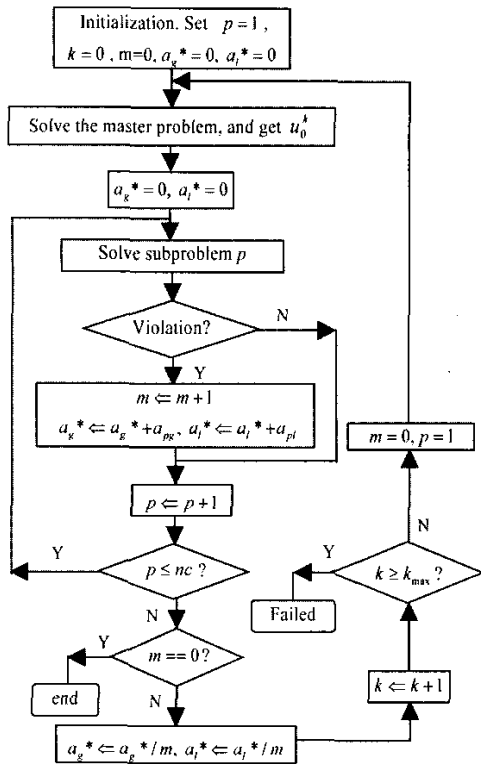 Initialization. Set p = 1 ,
k = 0 , m=0, a_g* = 0, a_l* = 0
Solve the master problem, and get u_0^k
a_g* = 0, a_l* = 0
Solve subproblem p
Violation?
N
Y
m ⇐ m + 1
a_g* ⇐ a_g* + a_pg, a_l* ⇐ a_l* + a_pl
p ⇐ p + 1
Y
p ≤ nc ?
N
Y
m == 0 ?
end
N
a_g* ⇐ a_g* / m, a_l* ⇐ a_l* / m
m = 0, p = 1
N
Y
k ≥ k_max ?
Failed
k ⇐ k + 1